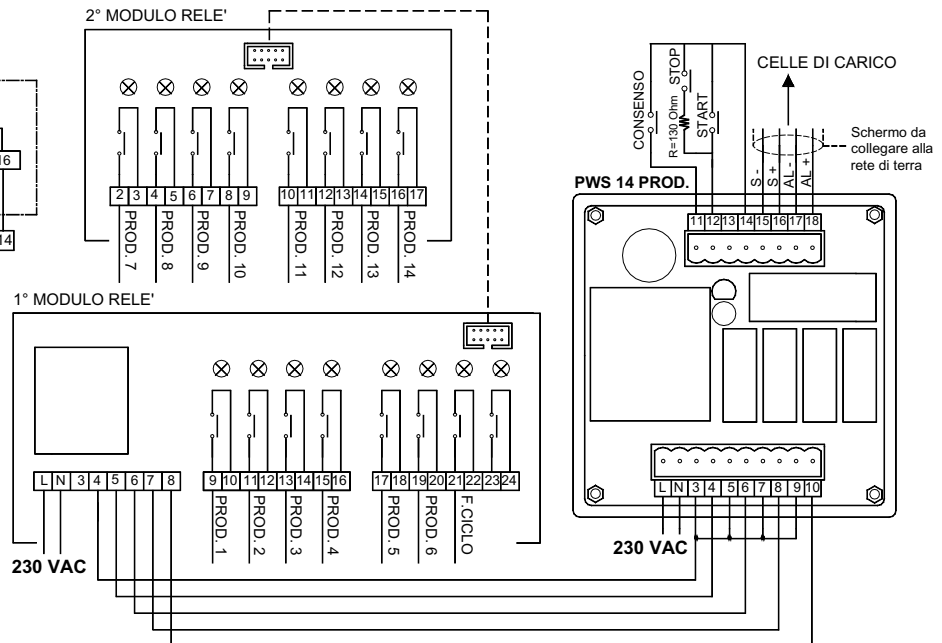 2° MODULO RELE'
2 3 4 5 6 7 8 9
10 11 12 13 14 15 16 17
PROD. 7
PROD. 8
PROD. 9
PROD. 10
PROD. 11
PROD. 12
PROD. 13
PROD. 14
1° MODULO RELE'
L N 3 4 5 6 7 8
9 10 11 12 13 14 15 16
17 18 19 20 21 22 23 24
PROD. 1
PROD. 2
PROD. 3
PROD. 4
PROD. 5
PROD. 6
F.CICLO
230 VAC
CONSENSO
R=130 Ohm
STOP
START
CELLE DI CARICO
Schermo da
collegare alla
rete di terra
S -
S +
AL -
AL +
PWS 14 PROD.
11 12 13 14 15 16 17 18
L N 3 4 5 6 7 8 9 10
230 VAC